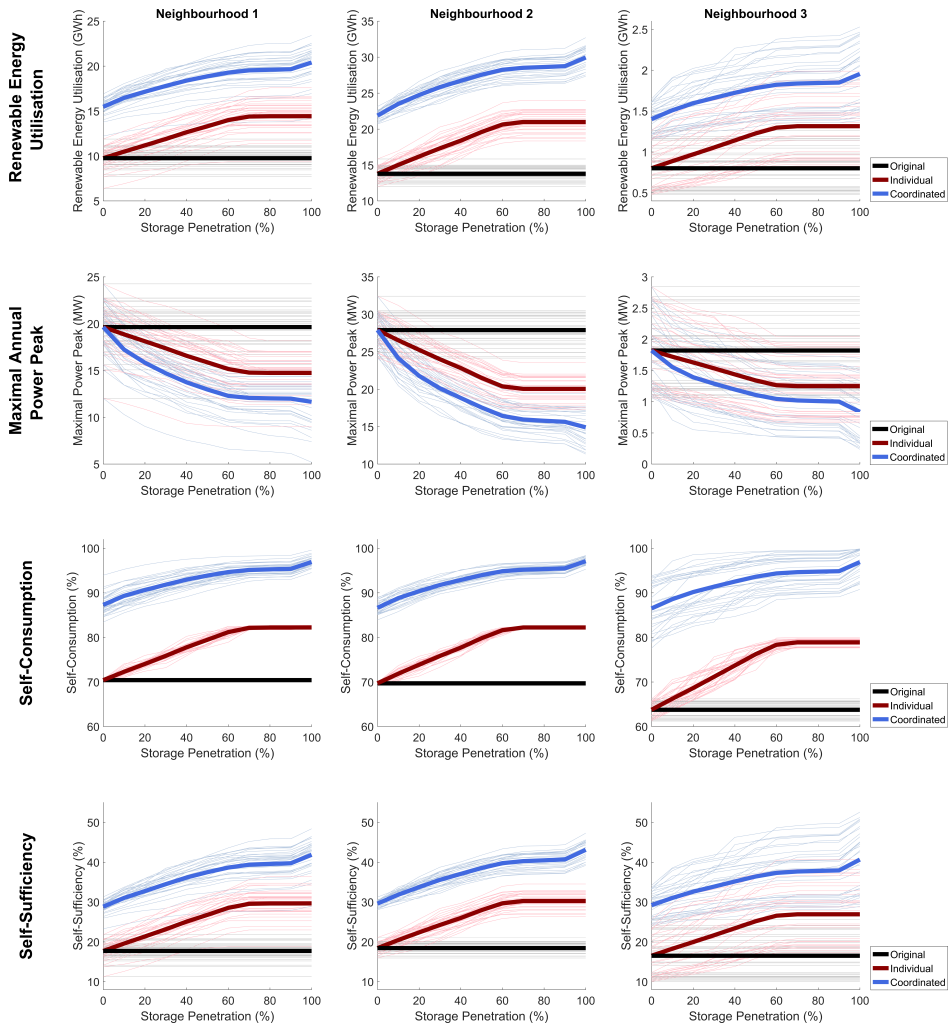 Neighbourhood 1
Neighbourhood 2
Neighbourhood 3
Renewable Energy
Utilisation
Renewable Energy Utilisation (GWh)
25
20
15
10
5
0 20 40 60 80 100
Storage Penetration (%)
Renewable Energy Utilisation (GWh)
35
30
25
20
15
10
0 20 40 60 80 100
Storage Penetration (%)
Renewable Energy Utilisation (GWh)
2.5
2
1.5
1
0.5
0 20 40 60 80 100
Storage Penetration (%)
Original
Individual
Coordinated
Maximal Annual
Power Peak
Maximal Power Peak (MW)
25
20
15
10
5
0 20 40 60 80 100
Storage Penetration (%)
Maximal Power Peak (MW)
35
30
25
20
15
10
0 20 40 60 80 100
Storage Penetration (%)
Maximal Power Peak (MW)
3
2.5
2
1.5
1
0.5
0
0 20 40 60 80 100
Storage Penetration (%)
Original
Individual
Coordinated
Self-Consumption
Self-Consumption (%)
100
90
80
70
60
0 20 40 60 80 100
Storage Penetration (%)
Self-Consumption (%)
100
90
80
70
60
0 20 40 60 80 100
Storage Penetration (%)
Self-Consumption (%)
100
90
80
70
60
0 20 40 60 80 100
Storage Penetration (%)
Original
Individual
Coordinated
Self-Sufficiency
Self-Sufficiency (%)
50
40
30
20
10
0 20 40 60 80 100
Storage Penetration (%)
Self-Sufficiency (%)
50
40
30
20
10
0 20 40 60 80 100
Storage Penetration (%)
Self-Sufficiency (%)
50
40
30
20
10
0 20 40 60 80 100
Storage Penetration (%)
Original
Individual
Coordinated